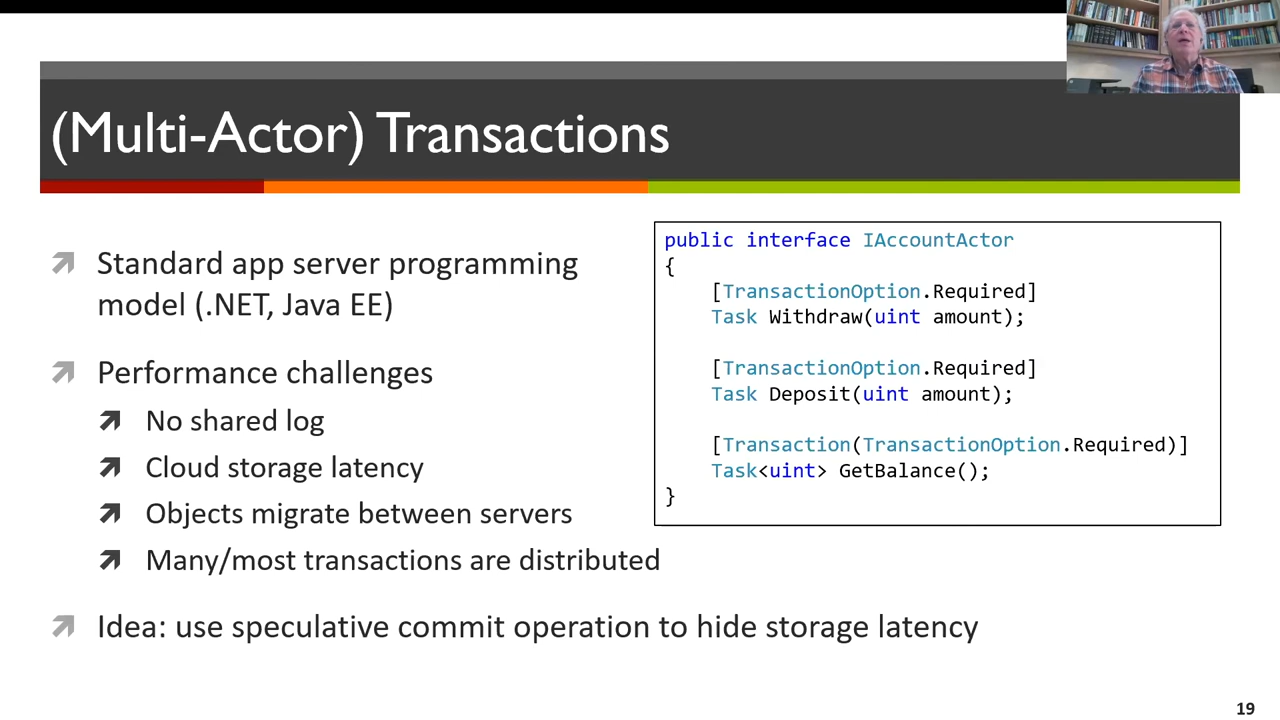 (Multi-Actor) Transactions
Standard app server programming
model (.NET, Java EE)
Performance challenges
No shared log
Cloud storage latency
Objects migrate between servers
Many/most transactions are distributed
Idea: use speculative commit operation to hide storage latency
public interface IAccountActor
{
[TransactionOption.Required]
Task Withdraw(uint amount);
[TransactionOption.Required]
Task Deposit(uint amount);
[Transaction(TransactionOption.Required)]
Task<uint> GetBalance();
}
19